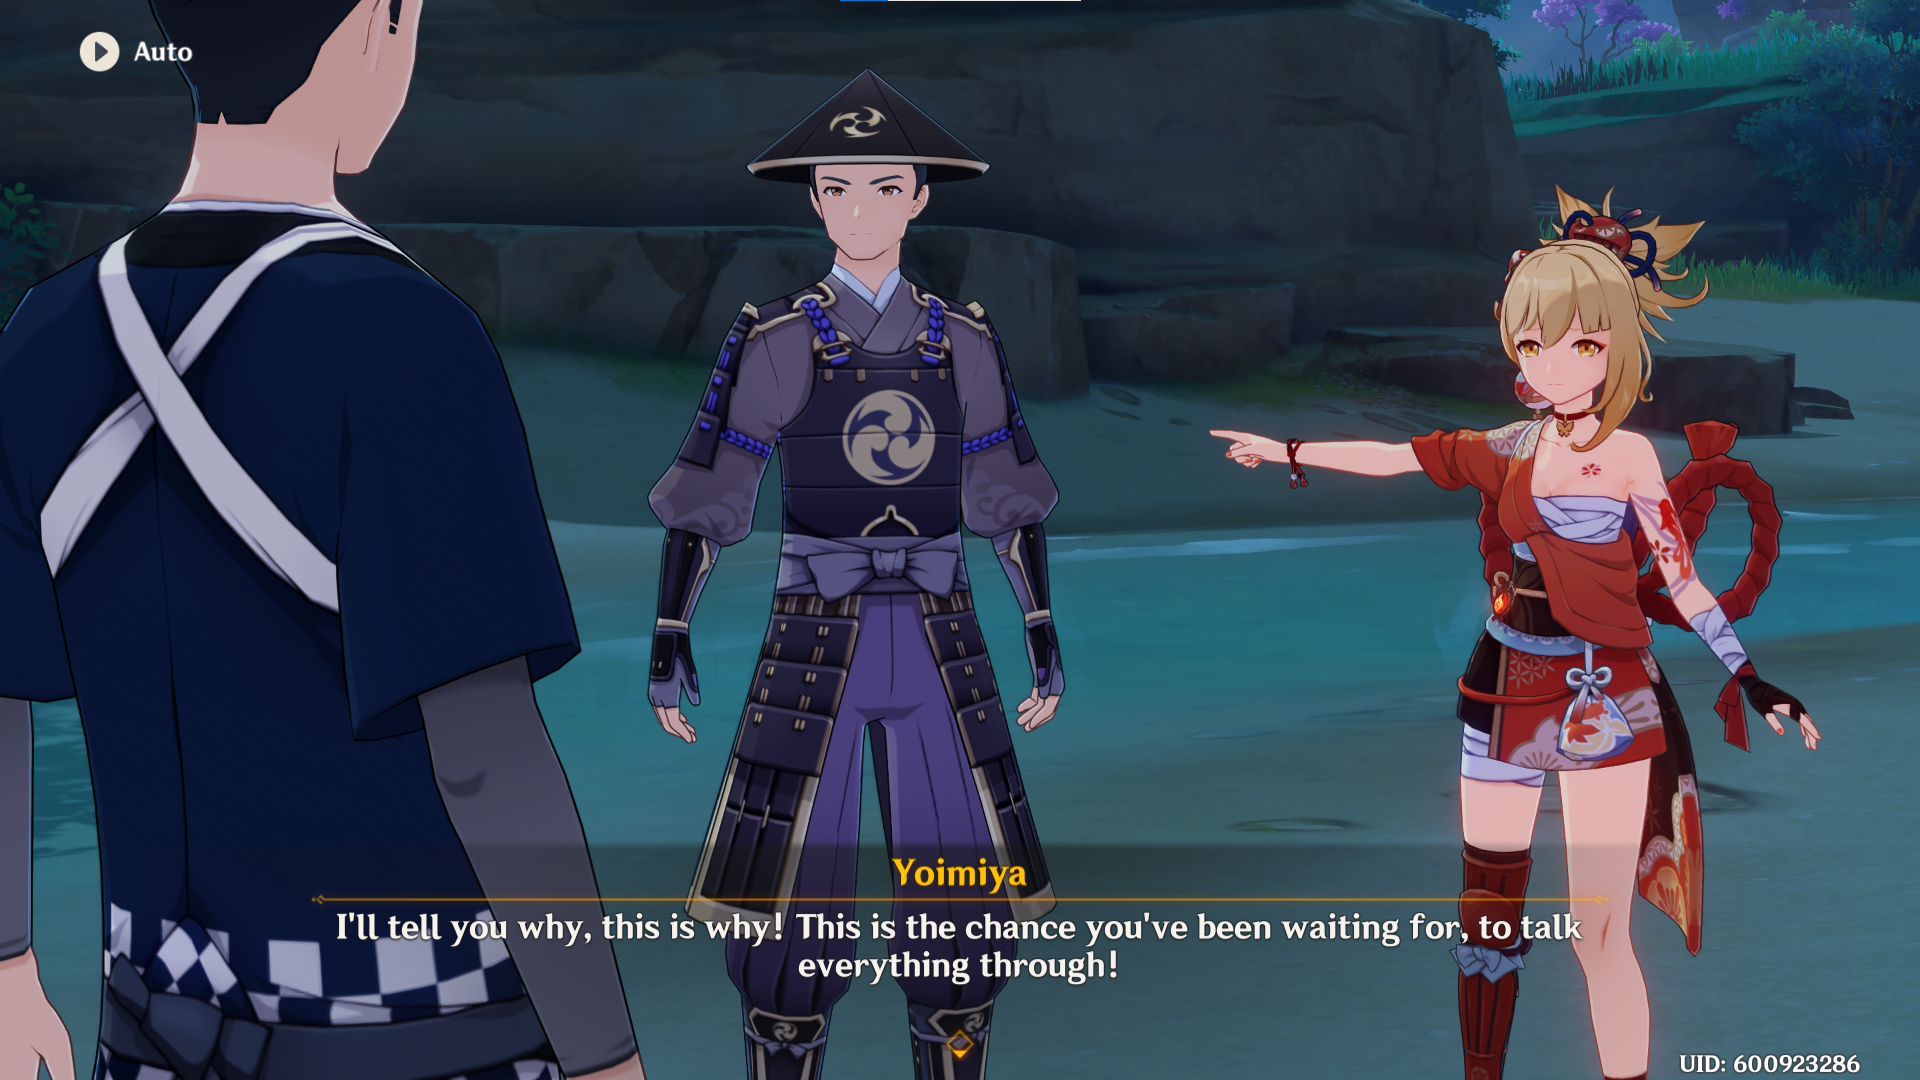 Auto
Yoimiya
I'll tell you why, this is why! This is the chance you've been waiting for, to talk
everything through!
UID: 600923286